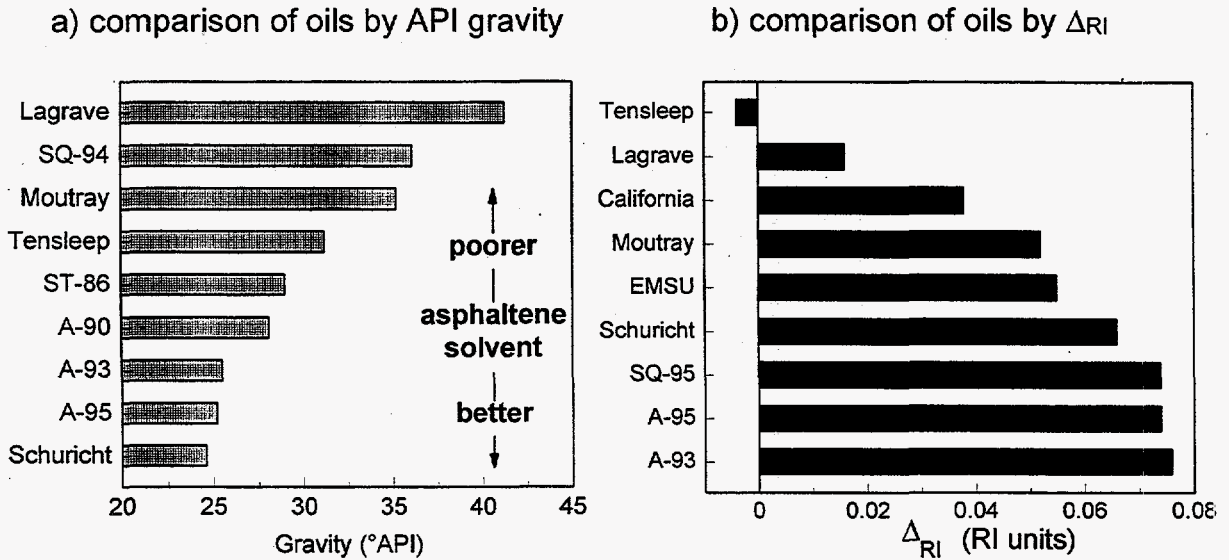 a) comparison of oils by API gravity
Lagrave
SQ-94
Moutray
Tensleep
ST-86
A-90
A-93
A-95
Schuricht
poorer
asphaltene
solvent
better
20 25 30 35 40 45
Gravity (°API)
b) comparison of oils by ΔRI
Tensleep
Lagrave
California
Moutray
EMSU
Schuricht
SQ-95
A-95
A-93
0 0.02 0.04 0.06 0.08
ΔRI (RI units)